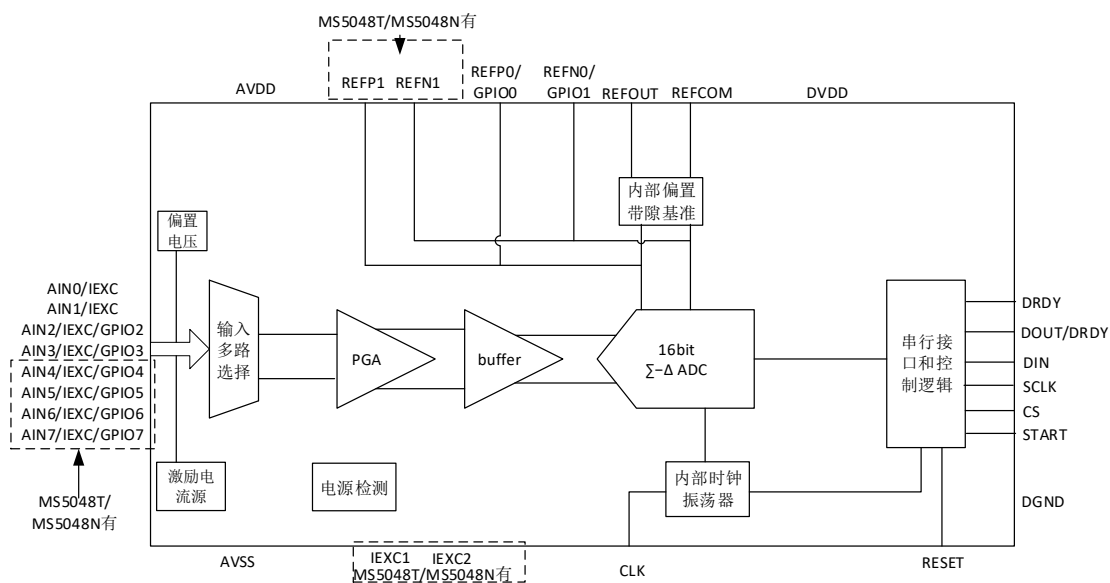 MS5048T/MS5048N有
REFP1 REFN1
REFP0/
GPIO0
REFN0/
GPIO1
REFOUT
REFCOM
AVDD
DVDD
内部偏置
带隙基准
偏置
电压
AIN0/IEXC
AIN1/IEXC
AIN2/IEXC/GPIO2
AIN3/IEXC/GPIO3
AIN4/IEXC/GPIO4
AIN5/IEXC/GPIO5
AIN6/IEXC/GPIO6
AIN7/IEXC/GPIO7
MS5048T/
MS5048N有
输入
多路
选择
PGA
buffer
16bit
∑−Δ ADC
串行接
口和控
制逻辑
DRDY
DOUT/DRDY
DIN
SCLK
CS
START
激励电
流源
电源检测
内部时钟
振荡器
DGND
AVSS
IEXC1 IEXC2
MS5048T/MS5048N有
CLK
RESET